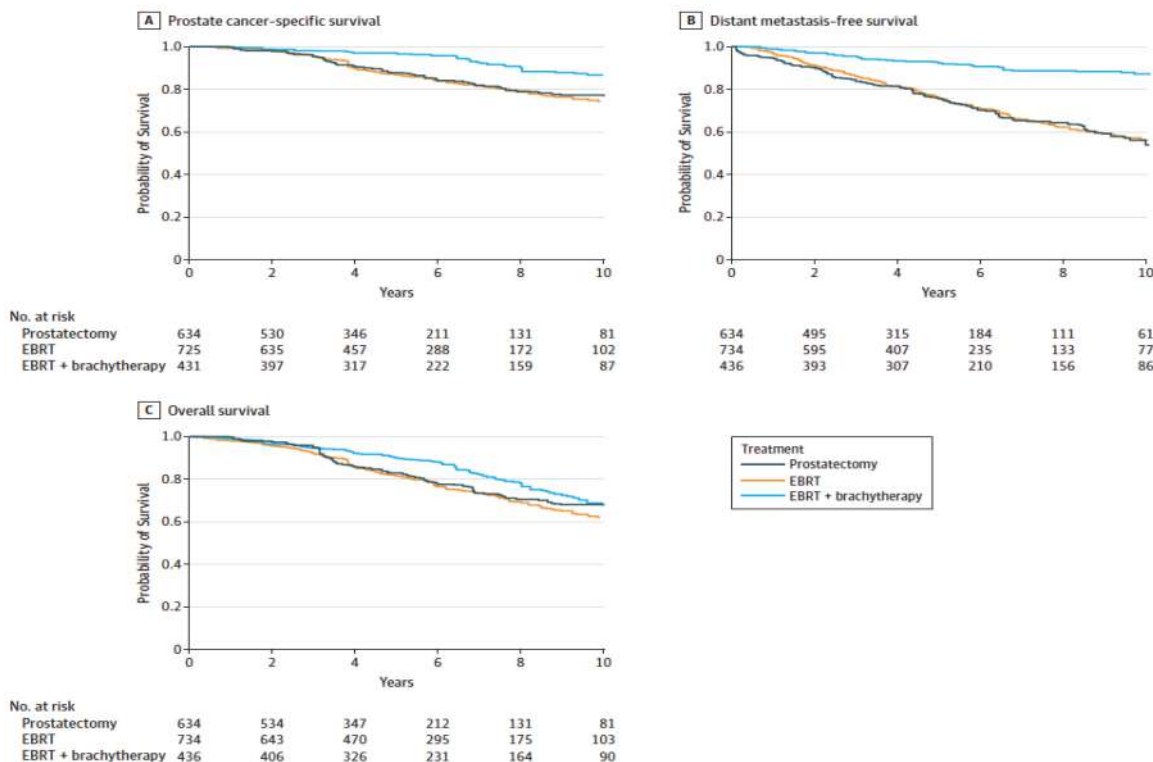 A Prostate cancer-specific survival
1.0
0.8
0.6
0.4
0.2
0
Probability of Survival
0 2 4 6 8 10
Years
No. at risk
Prostatectomy 634 530 346 211 131 81
EBRT 725 635 457 288 172 102
EBRT + brachytherapy 431 397 317 222 159 87
B Distant metastasis-free survival
1.0
0.8
0.6
0.4
0.2
0
Probability of Survival
0 2 4 6 8 10
Years
634 495 315 184 111 61
734 595 407 235 133 77
436 393 307 210 156 86
C Overall survival
1.0
0.8
0.6
0.4
0.2
0
Probability of Survival
0 2 4 6 8 10
Years
No. at risk
Prostatectomy 634 534 347 212 131 81
EBRT 734 643 470 295 175 103
EBRT + brachytherapy 436 406 326 231 164 90
Treatment
Prostatectomy
EBRT
EBRT + brachytherapy